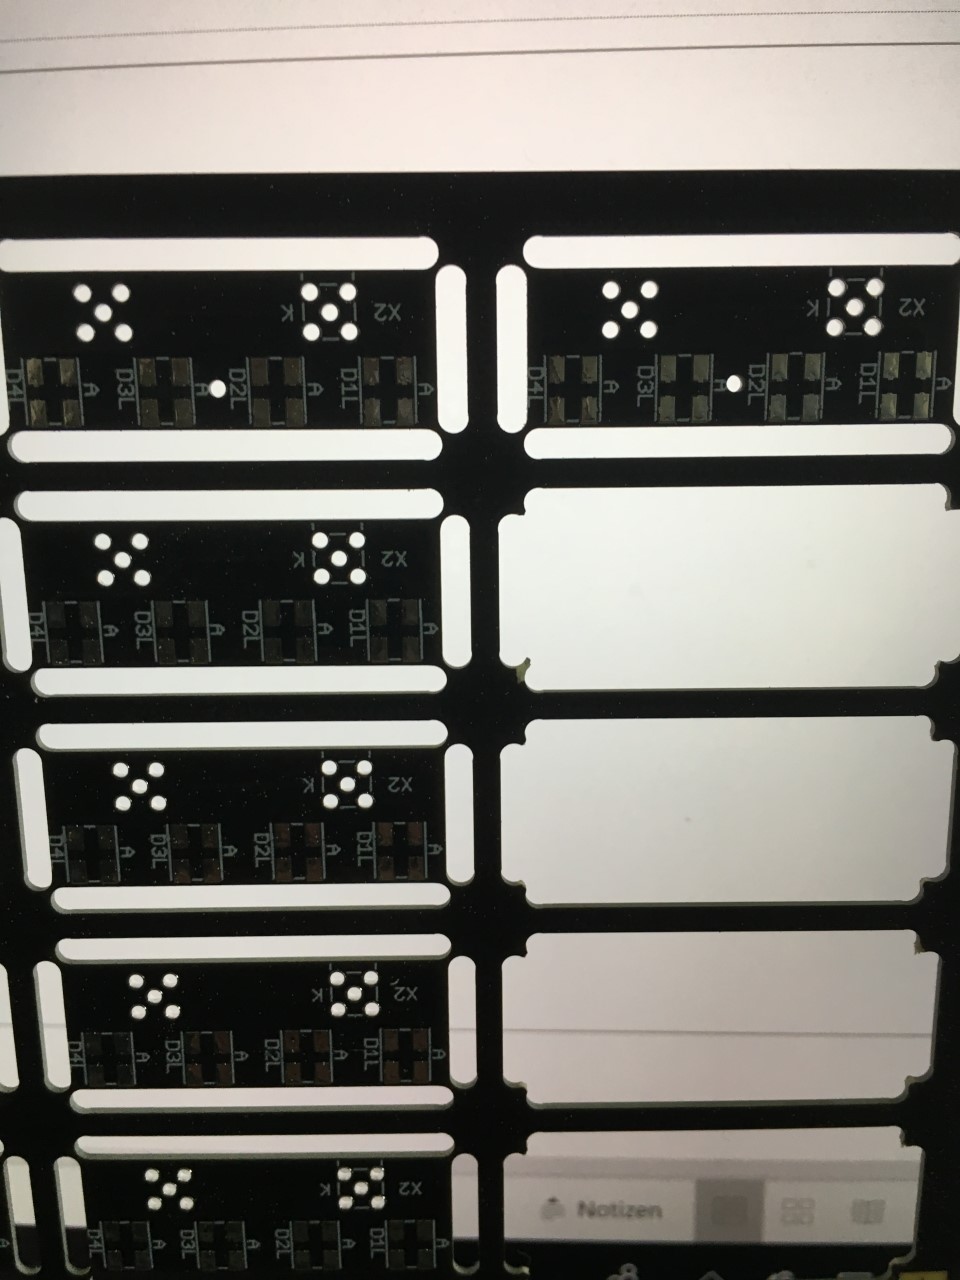 K X2 K X2
D4L D3L A D2L A D1L A D4L A D3L A D2L A D1L A
K X2
D4L A D3L A D2L A D1L A
K X2
D4L A D3L A D2L A D1L A
K X2
D4L A D3L A D2L A D1L A
K X2
A D4L A D3L A D2L A D1L A
Notizen